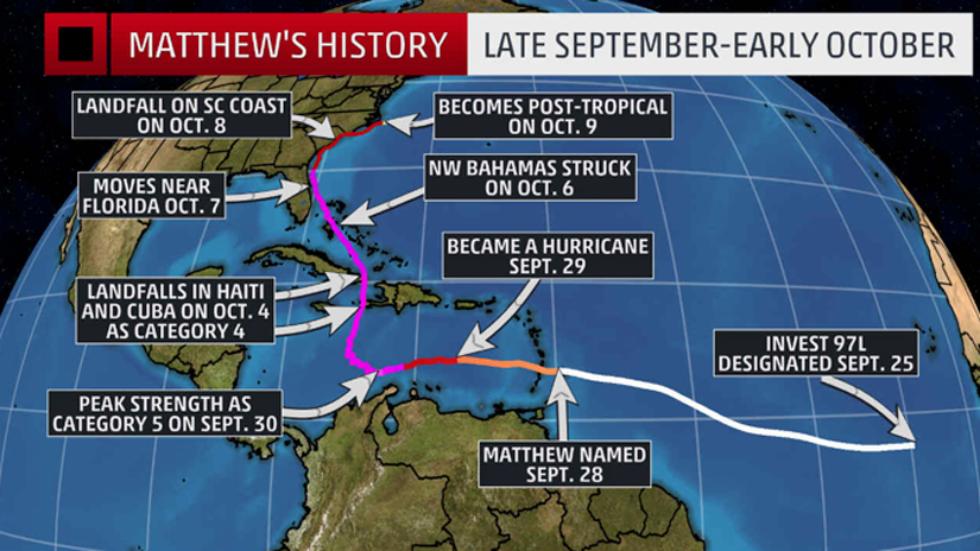 MATTHEW'S HISTORY
LATE SEPTEMBER-EARLY OCTOBER
LANDFALL ON SC COAST
ON OCT. 8
BECOMES POST-TROPICAL
ON OCT. 9
NW BAHAMAS STRUCK
ON OCT. 6
MOVES NEAR
FLORIDA OCT. 7
BECAME A HURRICANE
SEPT. 29
LANDFALLS IN HAITI
AND CUBA ON OCT. 4
AS CATEGORY 4
INVEST 97L
DESIGNATED SEPT. 25
PEAK STRENGTH AS
CATEGORY 5 ON SEPT. 30
MATTHEW NAMED
SEPT. 28